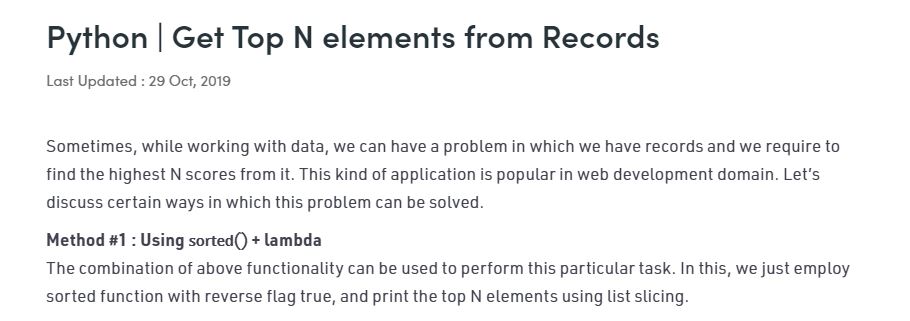 Python | Get Top N elements from Records
Last Updated : 29 Oct, 2019
Sometimes, while working with data, we can have a problem in which we have records and we require to
find the highest N scores from it. This kind of application is popular in web development domain. Let’s
discuss certain ways in which this problem can be solved.
Method #1 : Using sorted() + lambda
The combination of above functionality can be used to perform this particular task. In this, we just employ
sorted function with reverse flag true, and print the top N elements using list slicing.